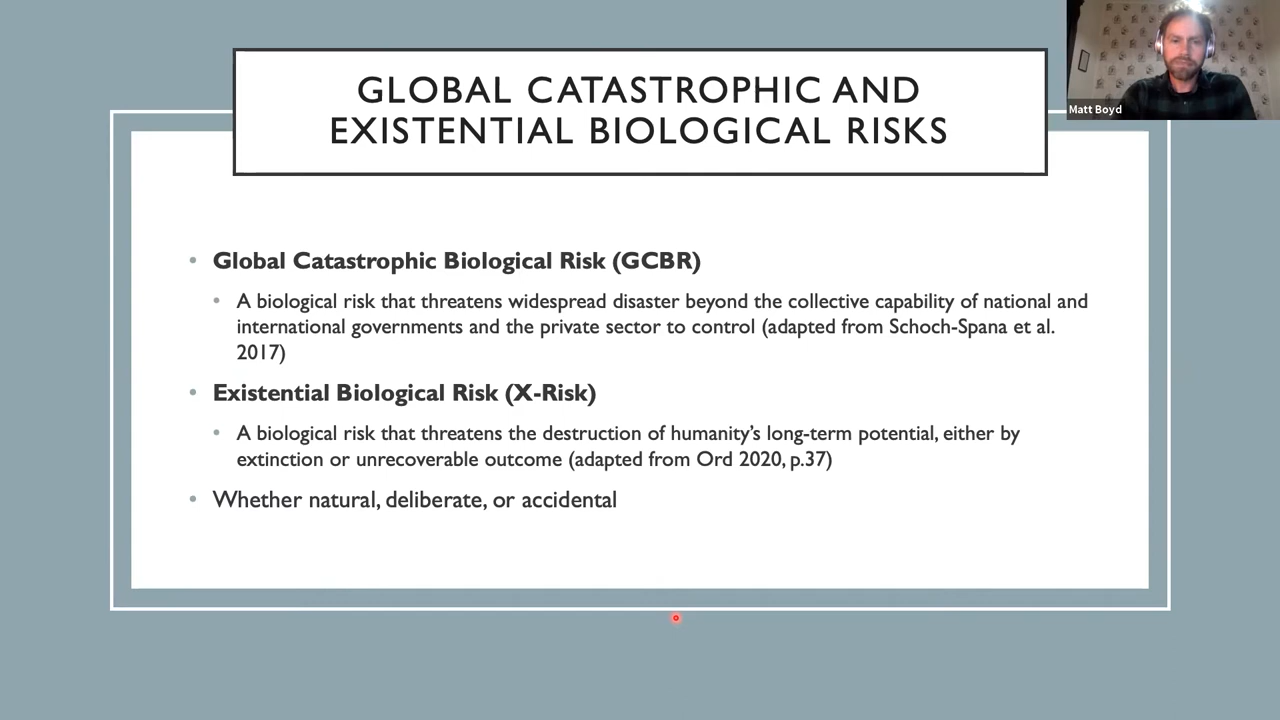 GLOBAL CATASTROPHIC AND
EXISTENTIAL BIOLOGICAL RISKS
Matt Boyd
• Global Catastrophic Biological Risk (GCBR)
• A biological risk that threatens widespread disaster beyond the collective capability of national and
international governments and the private sector to control (adapted from Schoch-Spana et al.
2017)
• Existential Biological Risk (X-Risk)
• A biological risk that threatens the destruction of humanity’s long-term potential, either by
extinction or unrecoverable outcome (adapted from Ord 2020, p.37)
• Whether natural, deliberate, or accidental